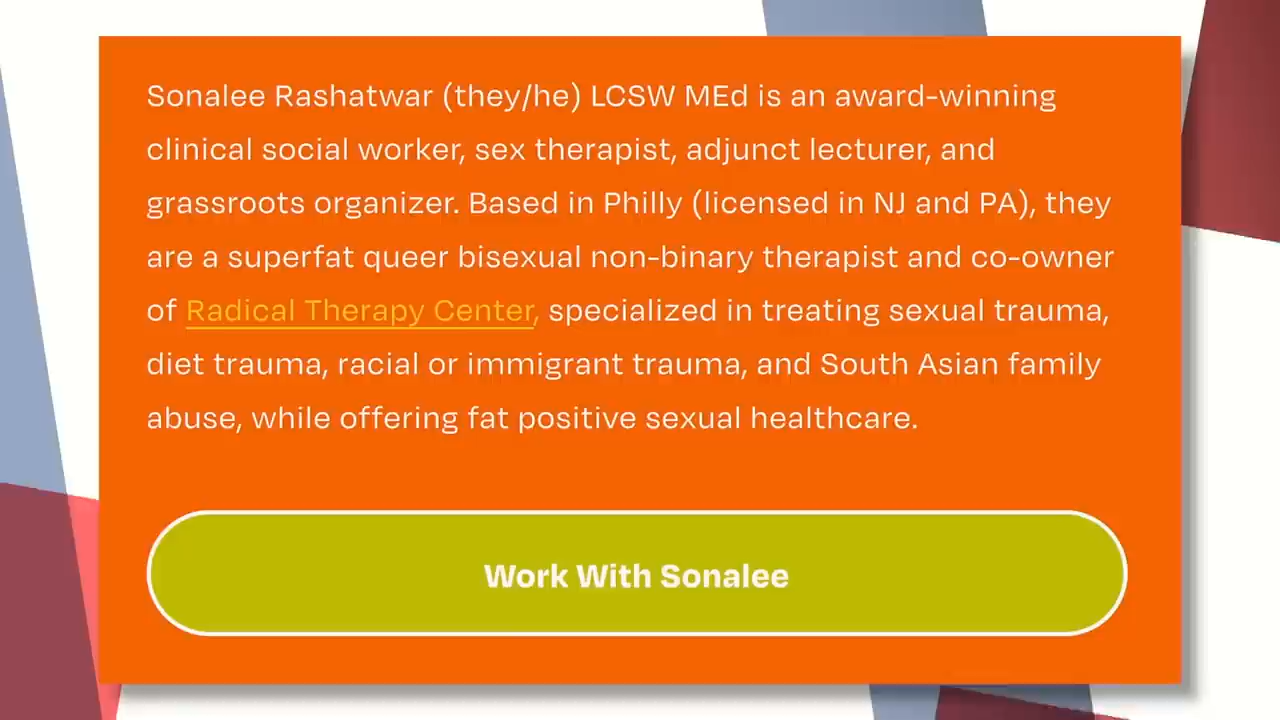 Sonalee Rashatwar (they/he) LCSW MEd is an award-winning
clinical social worker, sex therapist, adjunct lecturer, and
grassroots organizer. Based in Philly (licensed in NJ and PA), they
are a superfat queer bisexual non-binary therapist and co-owner
of Radical Therapy Center, specialized in treating sexual trauma,
diet trauma, racial or immigrant trauma, and South Asian family
abuse, while offering fat positive sexual healthcare.
Work With Sonalee